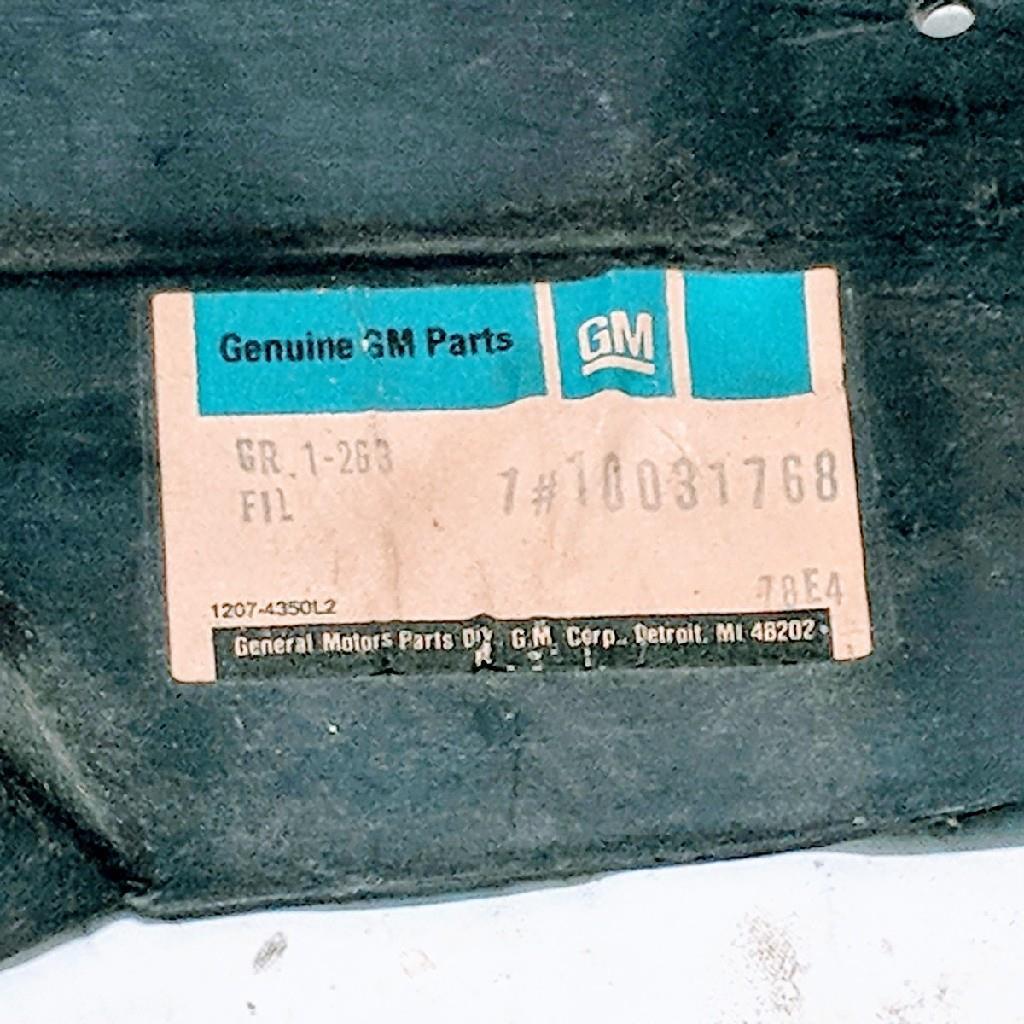 Genuine GM Parts
GM
GR. 1-263
FIL
1#10031768
78E4
1207-4350L2
General Motors Parts Div. G.M. Corp., Detroit, MI 48202